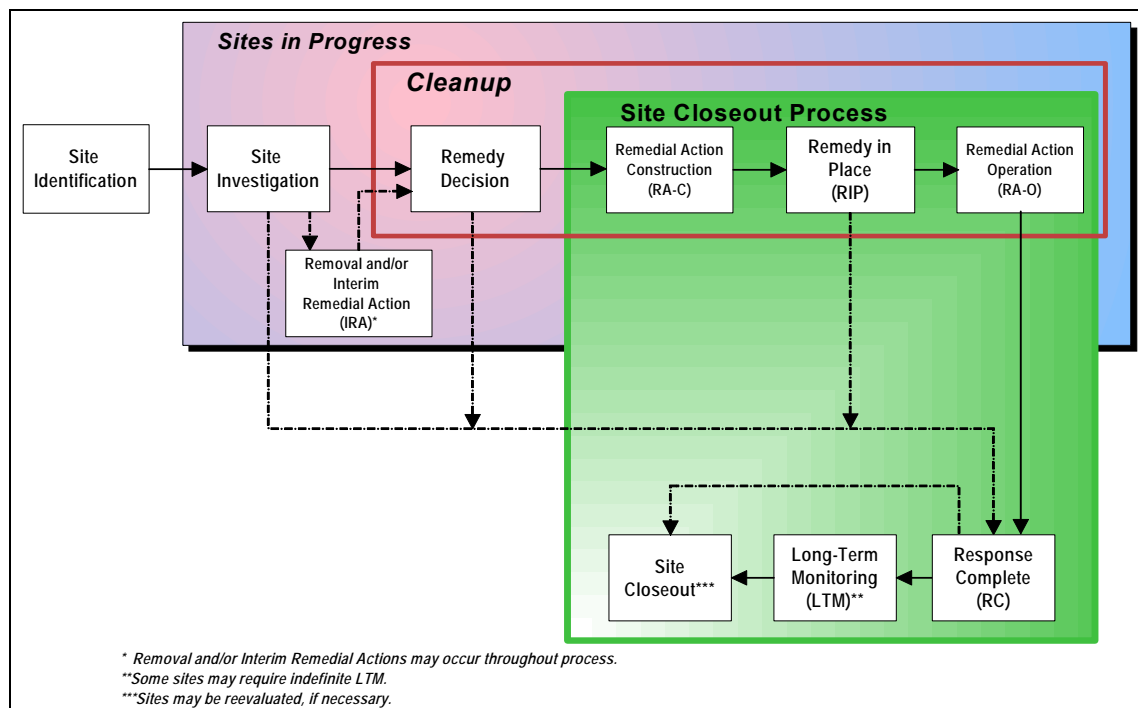 Sites in Progress
Cleanup
Site Closeout Process
Site
Identification
Site
Investigation
Remedy
Decision
Remedial Action
Construction
(RA-C)
Remedy in
Place
(RIP)
Remedial Action
Operation
(RA-O)
Removal and/or
Interim
Remedial Action
(IRA)*
Site
Closeout***
Long-Term
Monitoring
(LTM)**
Response
Complete
(RC)
* Removal and/or Interim Remedial Actions may occur throughout process.
**Some sites may require indefinite LTM.
***Sites may be reevaluated, if necessary.